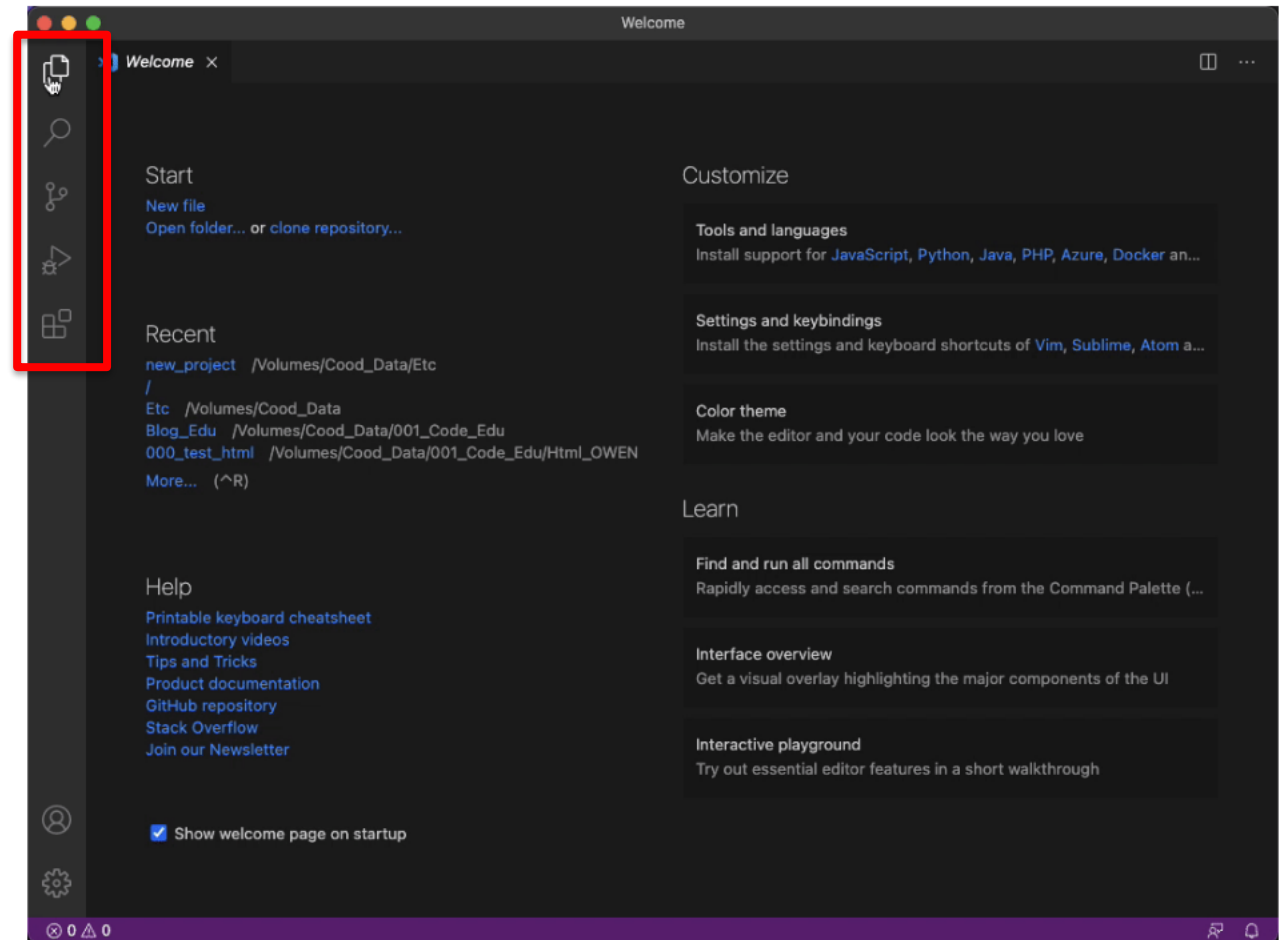 Welcome
Welcome
Start
New file
Open folder... or clone repository...
Recent
new_project /Volumes/Cood_Data/Etc
/
Etc /Volumes/Cood_Data
Blog_Edu /Volumes/Cood_Data/001_Code_Edu
000_test_html /Volumes/Cood_Data/001_Code_Edu/Html_OWEN
More... (^R)
Help
Printable keyboard cheatsheet
Introductory videos
Tips and Tricks
Product documentation
GitHub repository
Stack Overflow
Join our Newsletter
Show welcome page on startup
Customize
Tools and languages
Install support for JavaScript, Python, Java, PHP, Azure, Docker an...
Settings and keybindings
Install the settings and keyboard shortcuts of Vim, Sublime, Atom a...
Color theme
Make the editor and your code look the way you love
Learn
Find and run all commands
Rapidly access and search commands from the Command Palette (...
Interface overview
Get a visual overlay highlighting the major components of the UI
Interactive playground
Try out essential editor features in a short walkthrough
0 0